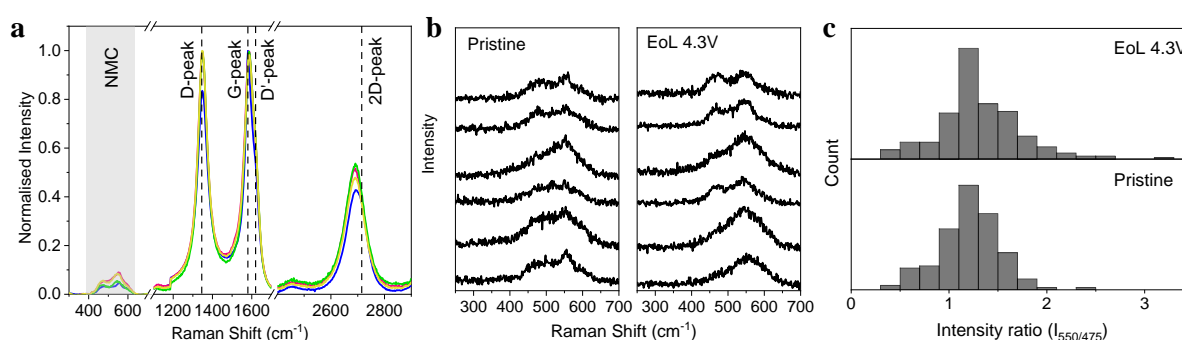 a
NMC
D-peak
G-peak
D'-peak
2D-peak
1.0
0.8
0.6
0.4
0.2
0.0
400 600 1200 1400 1600 2400 2600 2800
Normalised Intensity
Raman Shift (cm⁻¹)
b
Pristine
EoL 4.3V
Intensity
300 400 500 600 700
300 400 500 600 700
Raman Shift (cm⁻¹)
c
EoL 4.3V
Pristine
Count
0 1 2 3
Intensity ratio (I550/475)